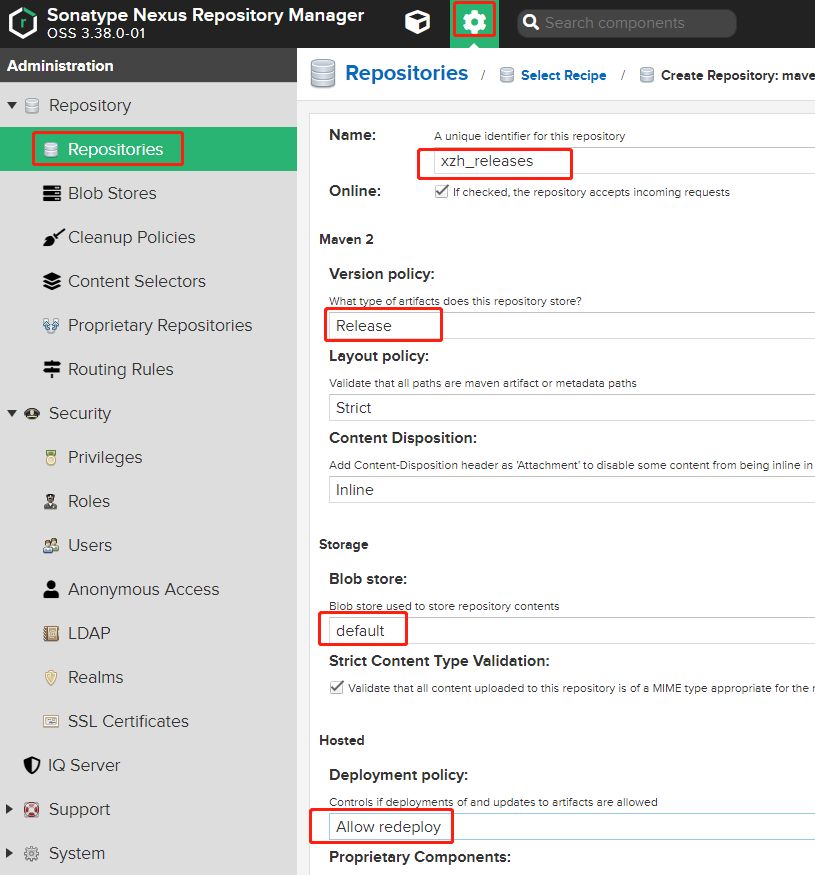 Sonatype Nexus Repository Manager
OSS 3.38.0-01
Search components
Administration
Repository
Repositories
Blob Stores
Cleanup Policies
Content Selectors
Proprietary Repositories
Routing Rules
Security
Privileges
Roles
Users
Anonymous Access
LDAP
Realms
SSL Certificates
IQ Server
Support
System
Repositories / Select Recipe / Create Repository: mave
Name:
A unique identifier for this repository
xzh_releases
Online:
If checked, the repository accepts incoming requests
Maven 2
Version policy:
What type of artifacts does this repository store?
Release
Layout policy:
Validate that all paths are maven artifact or metadata paths
Strict
Content Disposition:
Add Content-Disposition header as 'Attachment' to disable some content from being inline in
Inline
Storage
Blob store:
Blob store used to store repository contents
default
Strict Content Type Validation:
Validate that all content uploaded to this repository is of a MIME type appropriate for the r
Hosted
Deployment policy:
Controls if deployments of and updates to artifacts are allowed
Allow redeploy
Proprietary Components: